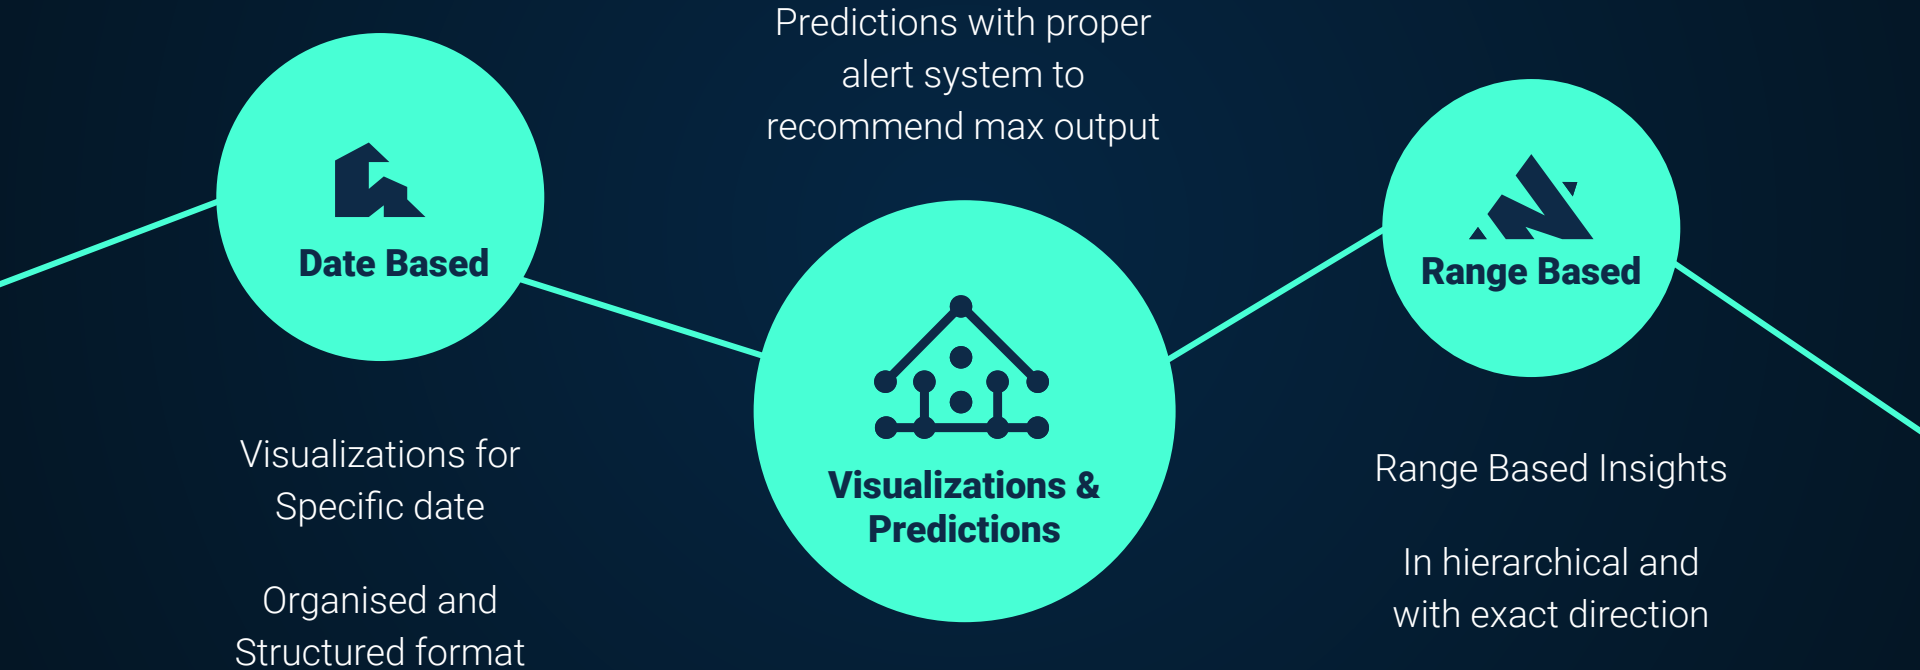 Predictions with proper
alert system to
recommend max output
Date Based
Visualizations for
Specific date
Organised and
Structured format
Visualizations &
Predictions
Range Based
Range Based Insights
In hierarchical and
with exact direction